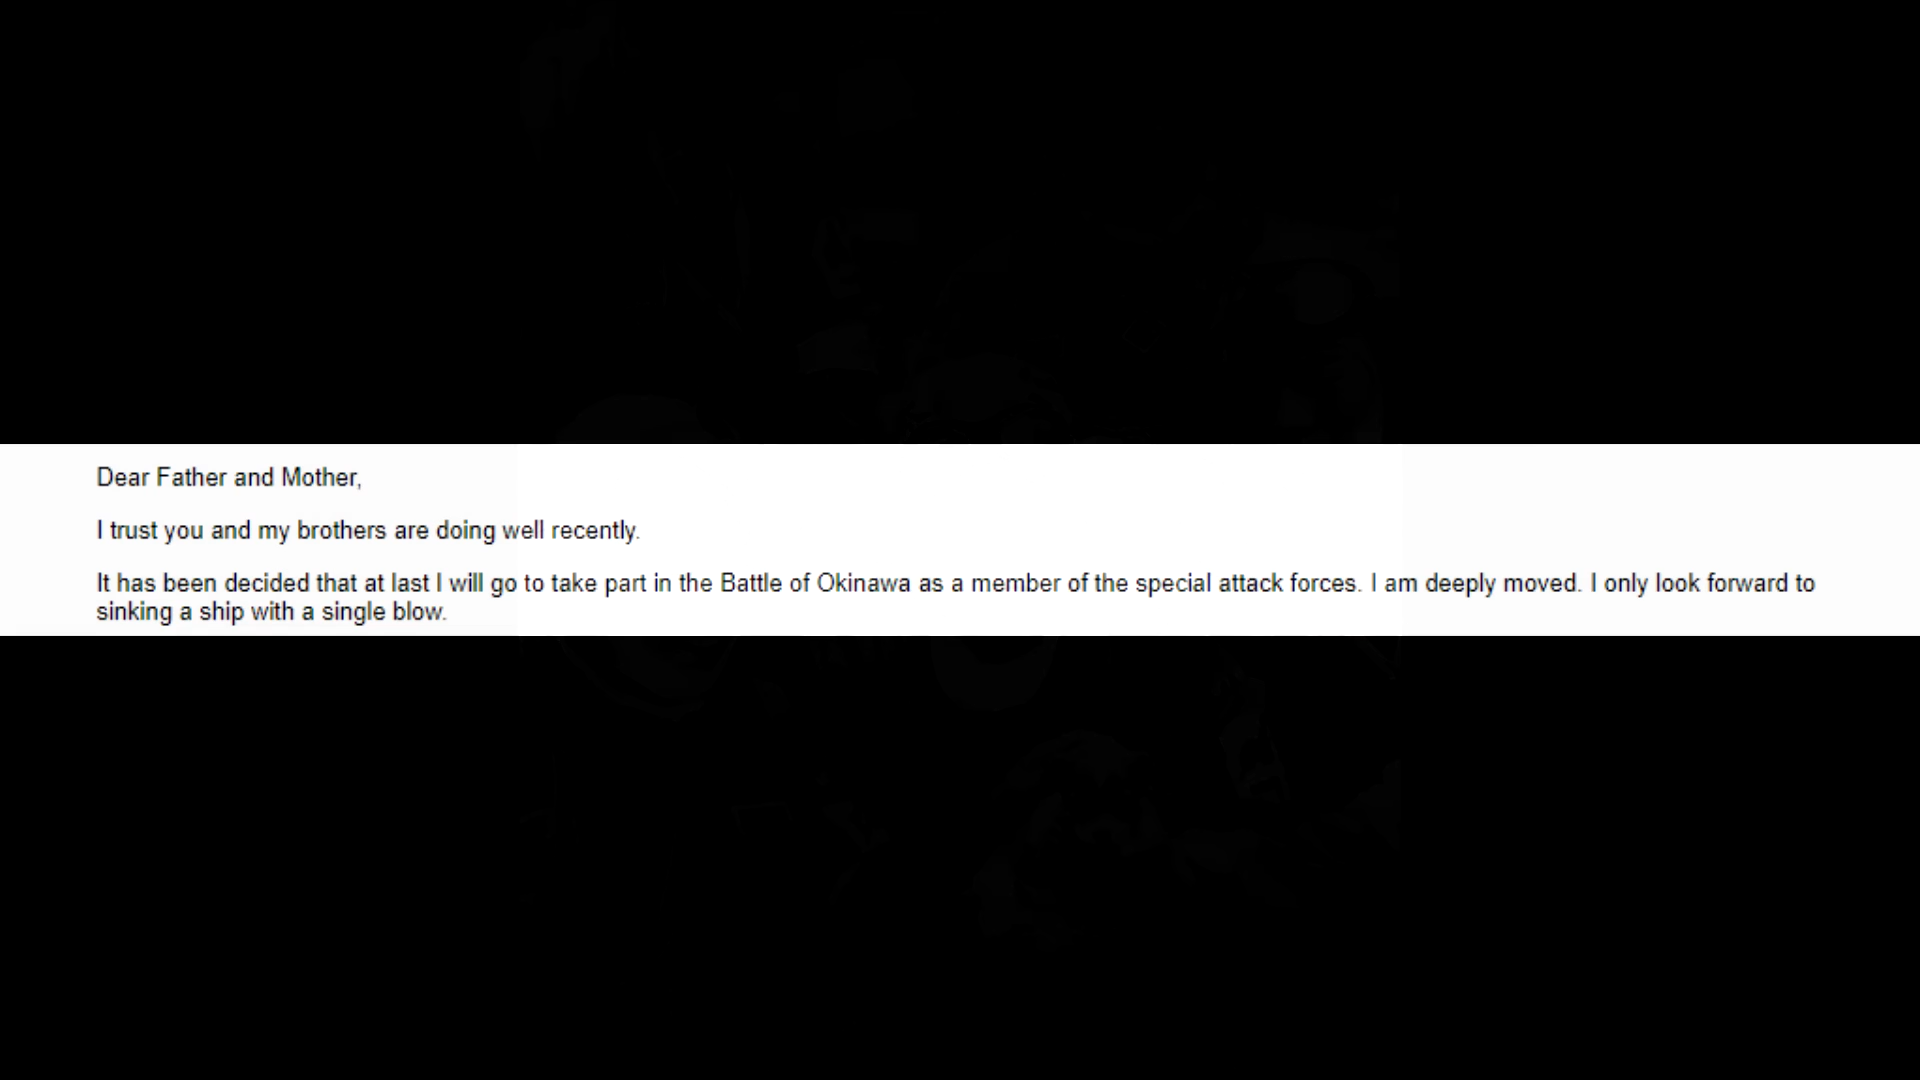 Dear Father and Mother,
I trust you and my brothers are doing well recently.
It has been decided that at last I will go to take part in the Battle of Okinawa as a member of the special attack forces. I am deeply moved. I only look forward to
sinking a ship with a single blow.